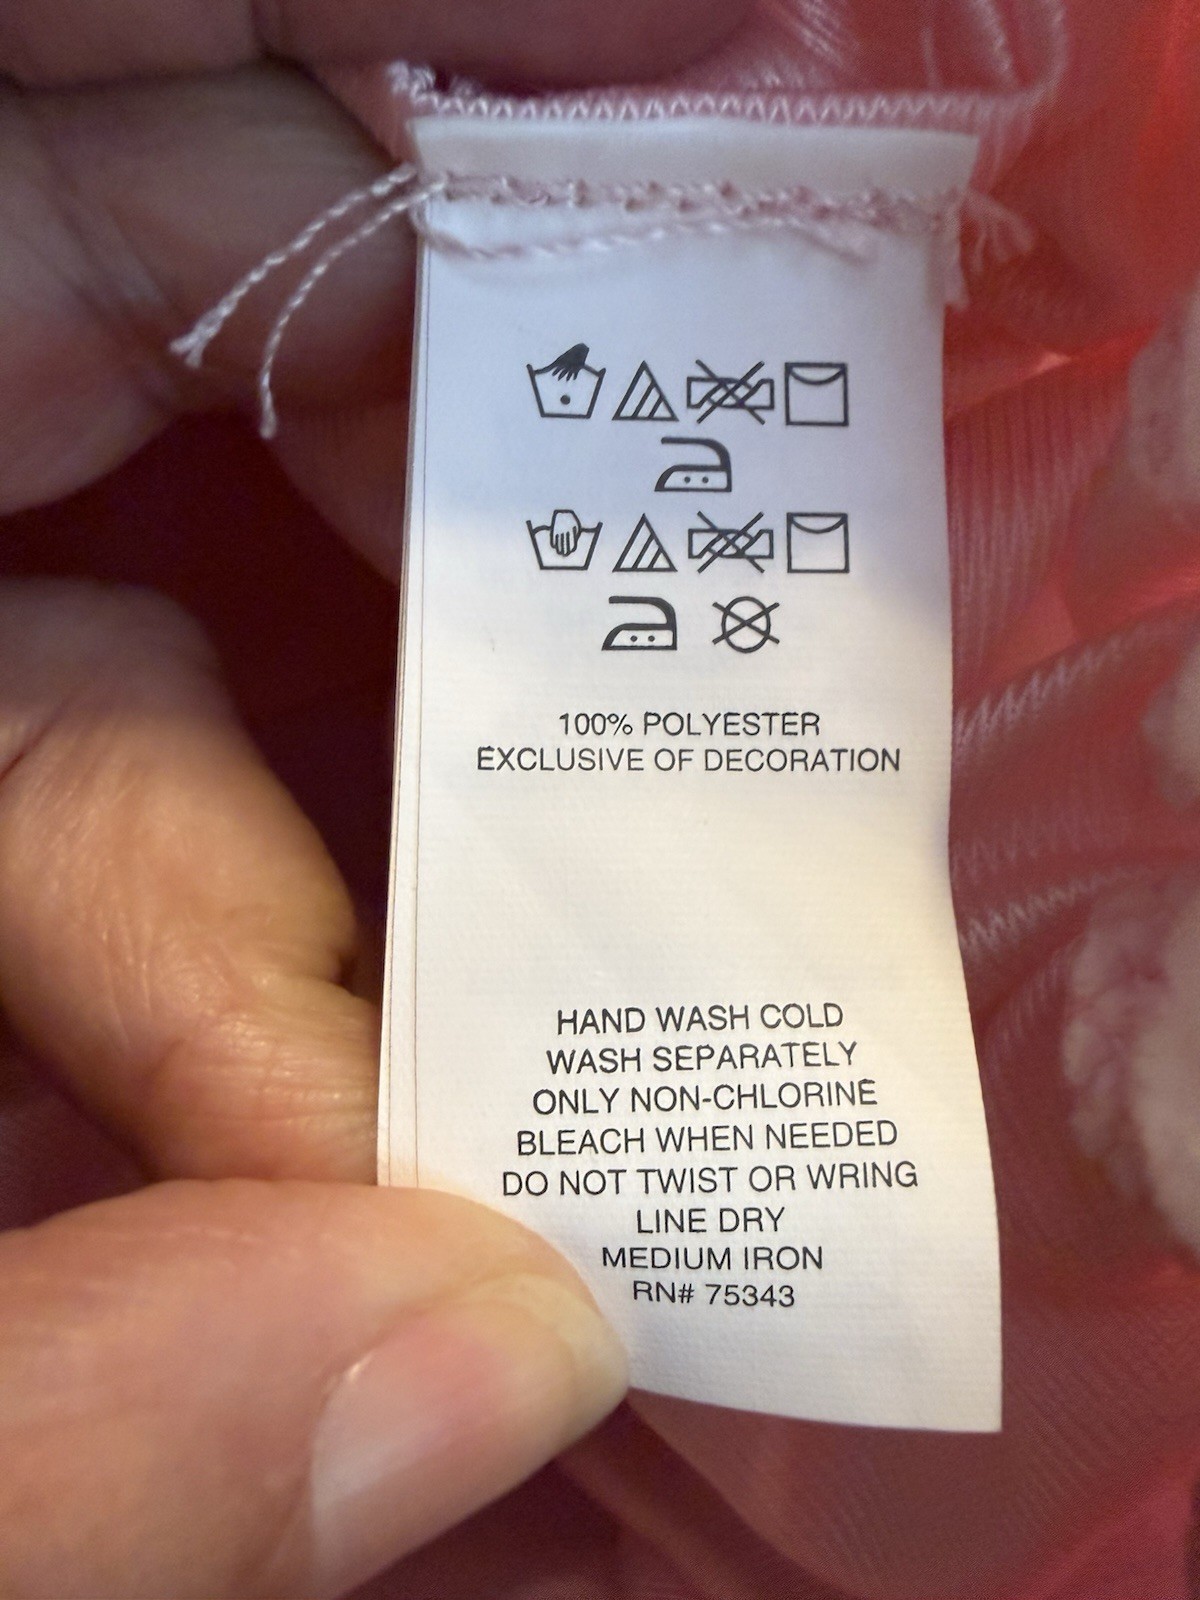 100% POLYESTER
EXCLUSIVE OF DECORATION
HAND WASH COLD
WASH SEPARATELY
ONLY NON-CHLORINE
BLEACH WHEN NEEDED
DO NOT TWIST OR WRING
LINE DRY
MEDIUM IRON
RN# 75343